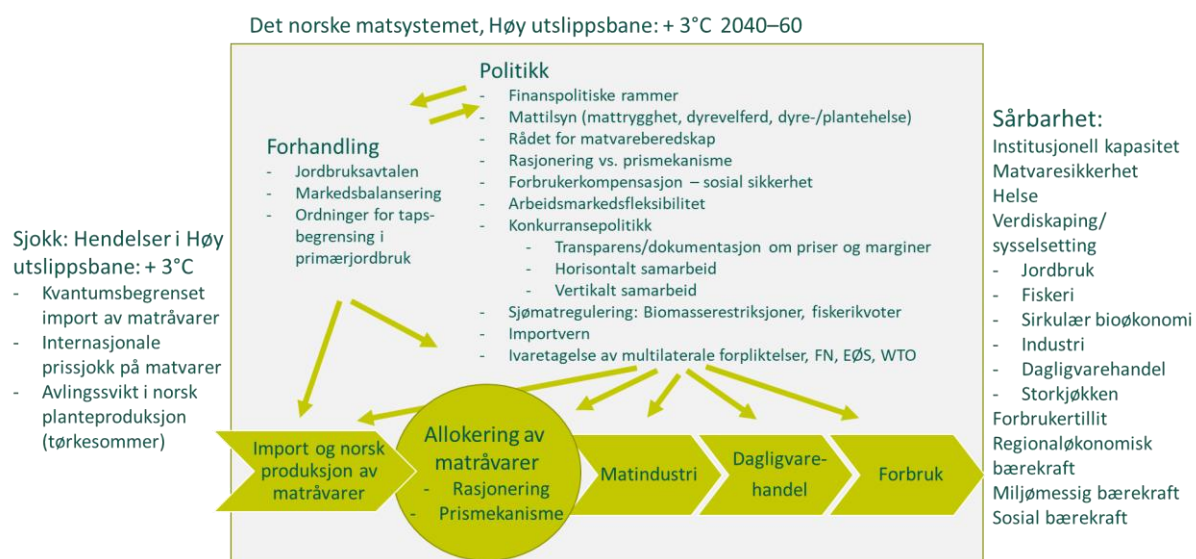 Det norske matsystemet, Høy utslippsbane: + 3°C 2040–60
Sjokk: Hendelser i Høy
utslippsbane: + 3°C
- Kvantumsbegrenset
import av matråvarer
- Internasjonale
prissjokk på matvarer
- Avlingssvikt i norsk
planteproduksjon
(tørkesommer)
Forhandling
- Jordbruksavtalen
- Markedsbalansering
- Ordninger for taps-
begrensing i
primærjordbruk
Politikk
- Finanspolitiske rammer
- Mattilsyn (mattrygghet, dyrevelferd, dyre-/plantehelse)
- Rådet for matvareberedskap
- Rasjonering vs. prismekanisme
- Forbrukerkompensasjon – sosial sikkerhet
- Arbeidsmarkedsfleksibilitet
- Konkurransepolitikk
- Transparens/dokumentasjon om priser og marginer
- Horisontalt samarbeid
- Vertikalt samarbeid
- Sjømatregulering: Biomasserestriksjoner, fiskerikvoter
- Importvern
- Ivaretagelse av multilaterale forpliktelser, FN, EØS, WTO
Import og norsk
produksjon av
matråvarer
Allokering av
matråvarer
- Rasjonering
- Prismekanisme
Matindustri
Dagligvare-
handel
Forbruk
Sårbarhet:
Institusjonell kapasitet
Matvaresikkerhet
Helse
Verdiskaping/
sysselsetting
- Jordbruk
- Fiskeri
- Sirkulær bioøkonomi
- Industri
- Dagligvarehandel
- Storkjøkken
Forbrukertillit
Regionaløkonomisk
bærekraft
Miljømessig bærekraft
Sosial bærekraft